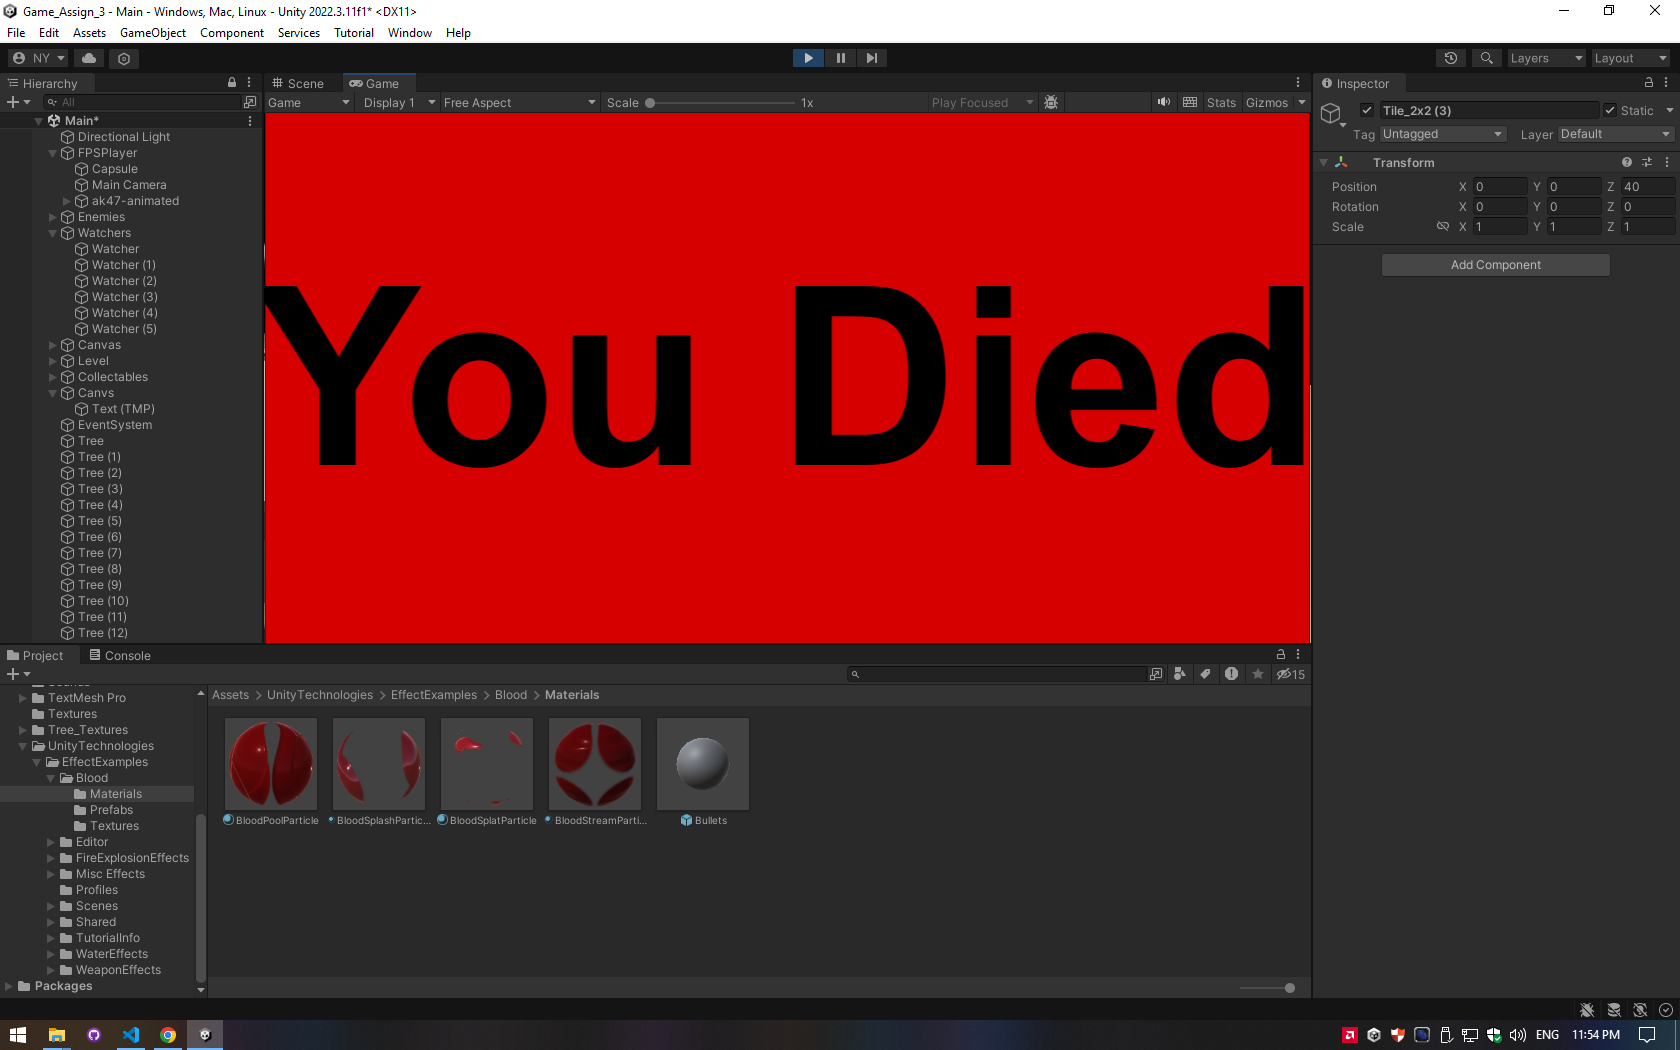 Game_Assign_3 - Main - Windows, Mac, Linux - Unity 2022.3.11f1* <DX11>
File Edit Assets GameObject Component Services Tutorial Window Help
NY
Layers
Layout
Hierarchy
All
Main*
Directional Light
FPSPlayer
Capsule
Main Camera
ak47-animated
Enemies
Watchers
Watcher
Watcher (1)
Watcher (2)
Watcher (3)
Watcher (4)
Watcher (5)
Canvas
Level
Collectables
Canvs
Text (TMP)
EventSystem
Tree
Tree (1)
Tree (2)
Tree (3)
Tree (4)
Tree (5)
Tree (6)
Tree (7)
Tree (8)
Tree (9)
Tree (10)
Tree (11)
Tree (12)
Scene Game
Game Display 1 Free Aspect Scale 1x Play Focused Stats Gizmos
You Died
Inspector
Tile_2x2 (3) Static
Tag Untagged Layer Default
Transform
Position X 0 Y 0 Z 40
Rotation X 0 Y 0 Z 0
Scale X 1 Y 1 Z 1
Add Component
Project Console
15
TextMesh Pro
Textures
Tree_Textures
UnityTechnologies
EffectExamples
Blood
Materials
Prefabs
Textures
Editor
FireExplosionEffects
Misc Effects
Profiles
Scenes
Shared
TutorialInfo
WaterEffects
WeaponEffects
Packages
Assets > UnityTechnologies > EffectExamples > Blood > Materials
BloodPoolParticle
BloodSplashPartic...
BloodSplatParticle
BloodStreamParti...
Bullets
ENG 11:54 PM